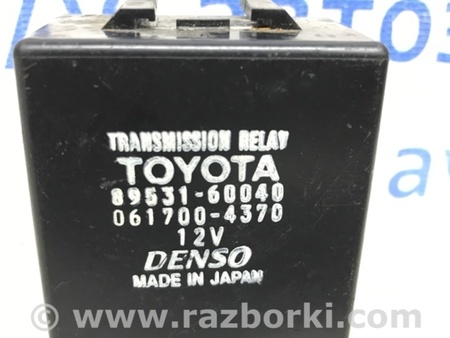 TRANSMISSION RELAY
TOYOTA
89531-60040
061700-4370
12V
DENSO
MADE IN JAPAN
www.razborki.com